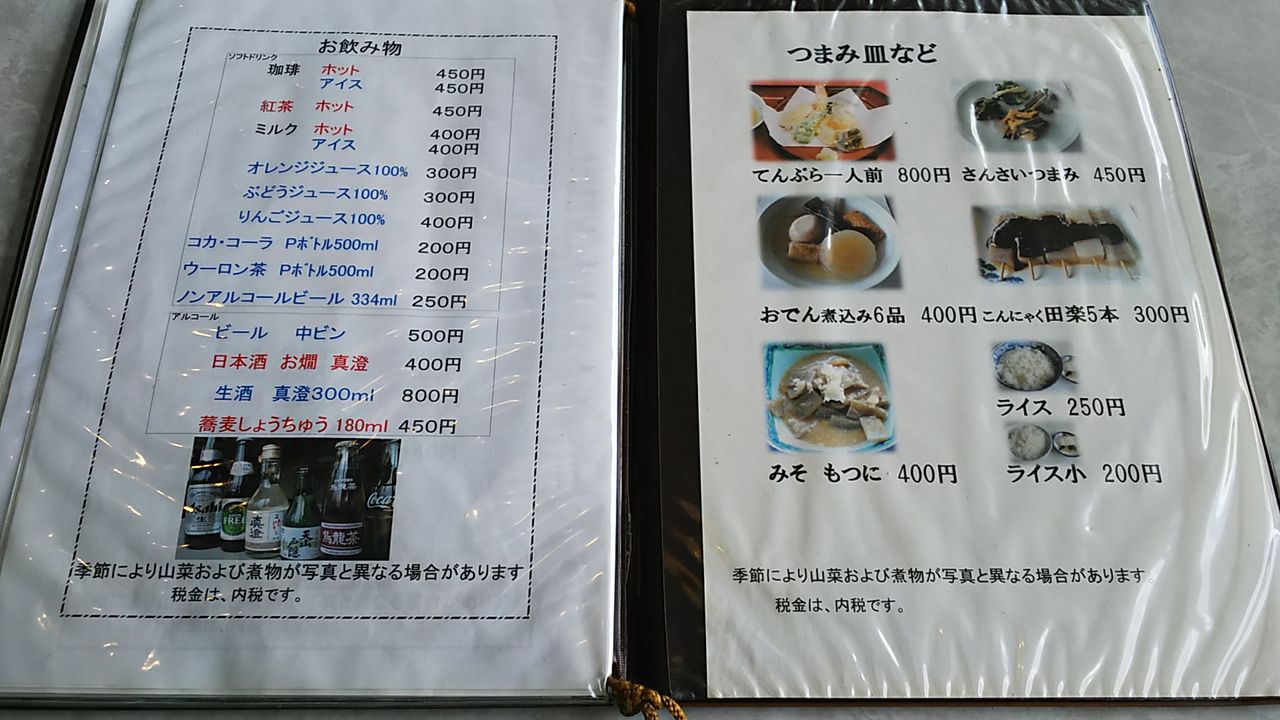 お飲み物
ソフトドリンク
珈琲 ホット 450円
アイス 450円
紅茶 ホット 450円
ミルク ホット 400円
アイス 400円
オレンジジュース100% 300円
ぶどうジュース100% 300円
りんごジュース100% 400円
コカ・コーラ Pボトル500ml 200円
ウーロン茶 Pボトル500ml 200円
ノンアルコールビール 334ml 250円
アルコール
ビール 中ビン 500円
日本酒 お燗 真澄 400円
生酒 真澄300ml 800円
蕎麦しょうちゅう 180ml 450円
Asahi
生
FREE
真澄
烏龍茶
Coca
季節により山菜および煮物が写真と異なる場合があります
税金は、内税です。
つまみ皿など
てんぷら一人前 800円 さんさいつまみ 450円
おでん煮込み6品 400円 こんにゃく田楽5本 300円
ライス 250円
みそ もつに 400円 ライス小 200円
季節により山菜および煮物が写真と異なる場合があります。
税金は、内税です。